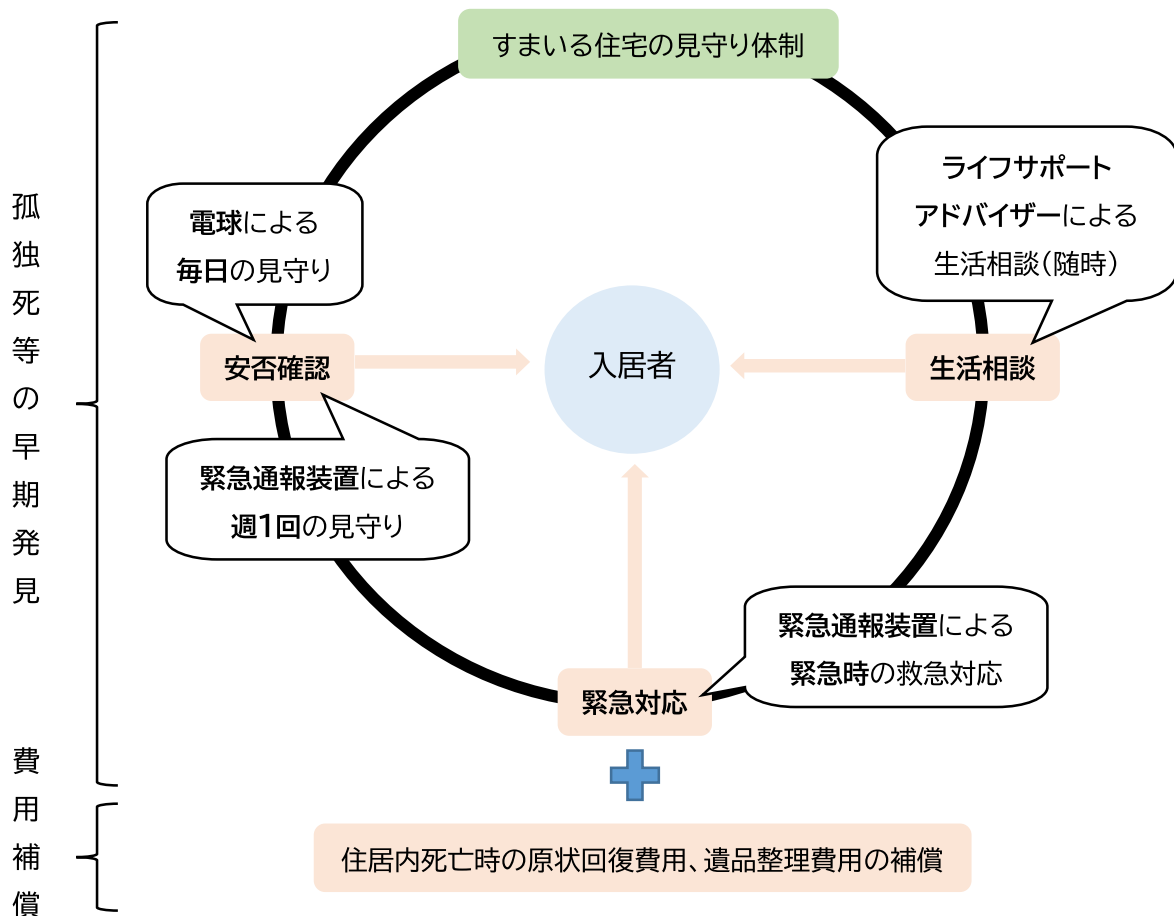 すまいる住宅の見守り体制
ライフサポート
アドバイザーによる
生活相談(随時)
電球による
毎日の見守り
安否確認
入居者
生活相談
緊急通報装置による
週1回の見守り
緊急通報装置による
緊急時の救急対応
緊急対応
住居内死亡時の原状回復費用、遺品整理費用の補償
孤独死等の早期発見
費用補償